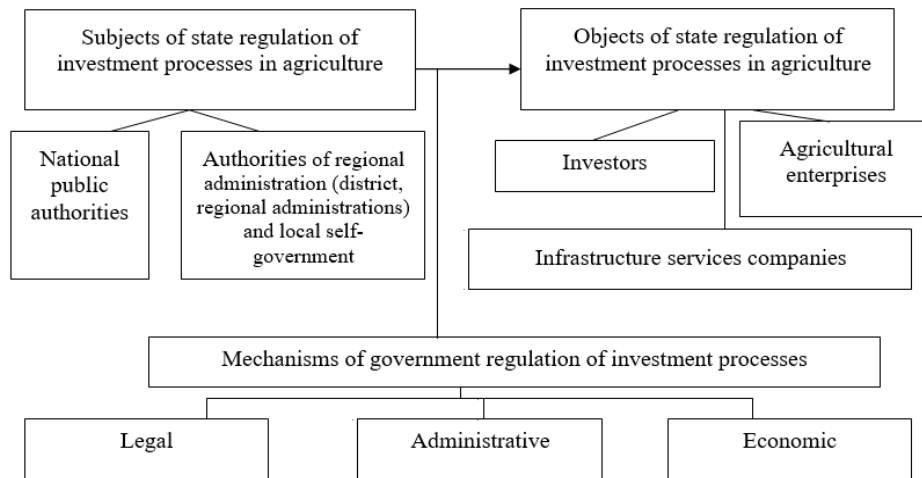 Subjects of state regulation of
investment processes in agriculture
Objects of state regulation of
investment processes in agriculture
National
public
authorities
Authorities of regional
administration (district,
regional administrations)
and local self-
government
Investors
Agricultural
enterprises
Infrastructure services companies
Mechanisms of government regulation of investment processes
Legal
Administrative
Economic